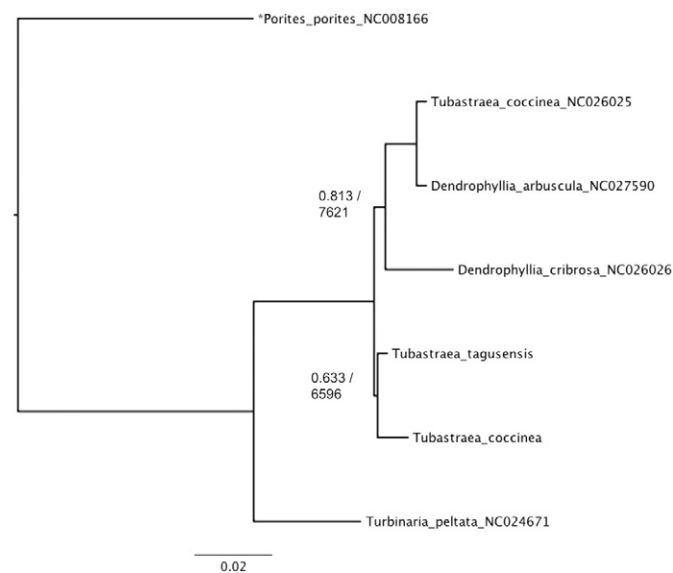 *Porites_porites_NC008166
Tubastraea_coccinea_NC026025
Dendrophyllia_arbuscula_NC027590
0.813 /
7621
Dendrophyllia_cribrosa_NC026026
Tubastraea_tagusensis
0.633 /
6596
Tubastraea_coccinea
Turbinaria_peltata_NC024671
0.02